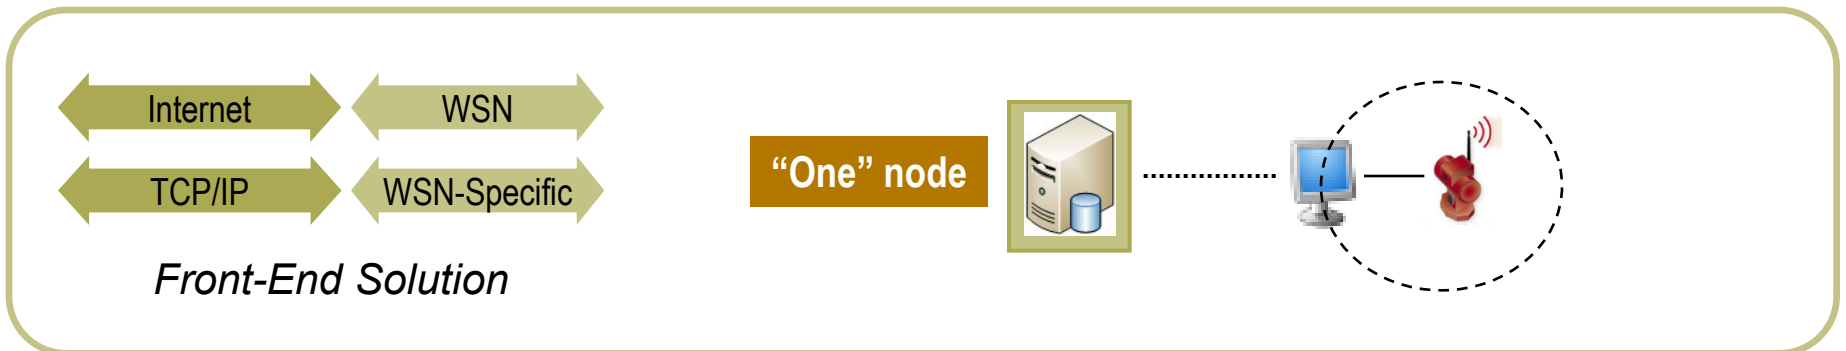 Internet
WSN
TCP/IP
WSN-Specific
Front-End Solution
“One” node